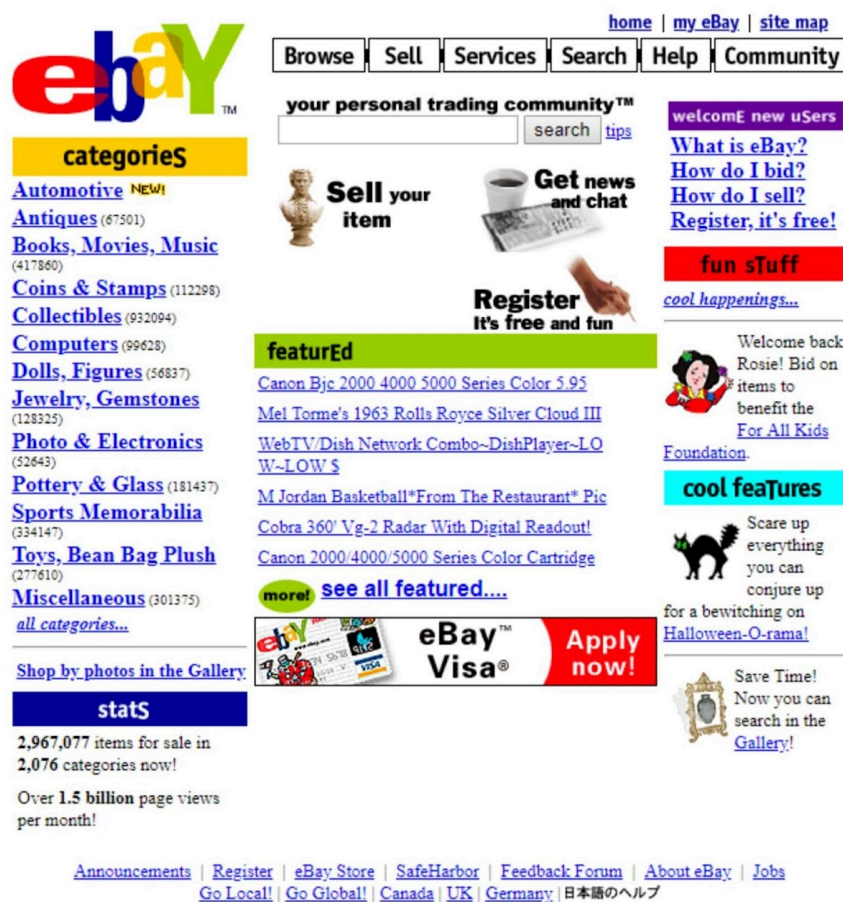 home | my eBay | site map
ebaY™
Browse Sell Services Search Help Community
your personal trading community™
search tips
categorieS
Automotive NEW!
Antiques (67501)
Books, Movies, Music
(417860)
Coins & Stamps (112298)
Collectibles (932094)
Computers (99628)
Dolls, Figures (56837)
Jewelry, Gemstones
(128325)
Photo & Electronics
(52643)
Pottery & Glass (181437)
Sports Memorabilia
(334147)
Toys, Bean Bag Plush
(277610)
Miscellaneous (301375)
all categories...
Shop by photos in the Gallery
statS
2,967,077 items for sale in
2,076 categories now!
Over 1.5 billion page views
per month!
Sell your
item
Get news
and chat
Register
It's free and fun
featurEd
Canon Bjc 2000 4000 5000 Series Color 5.95
Mel Torme's 1963 Rolls Royce Silver Cloud III
WebTV/Dish Network Combo~DishPlayer~LO
W~LOW $
M Jordan Basketball*From The Restaurant* Pic
Cobra 360' Vg-2 Radar With Digital Readout!
Canon 2000/4000/5000 Series Color Cartridge
more! see all featured....
ebaY
VISA
eBay™
Visa®
Apply
now!
welcomE new uSers
What is eBay?
How do I bid?
How do I sell?
Register, it's free!
fun sTuff
cool happenings...
Welcome back
Rosie! Bid on
items to
benefit the
For All Kids
Foundation.
cool feaTures
Scare up
everything
you can
conjure up
for a bewitching on
Halloween-O-rama!
Save Time!
Now you can
search in the
Gallery!
Announcements | Register | eBay Store | SafeHarbor | Feedback Forum | About eBay | Jobs
Go Local! | Go Global! | Canada | UK | Germany | 日本語のヘルプ